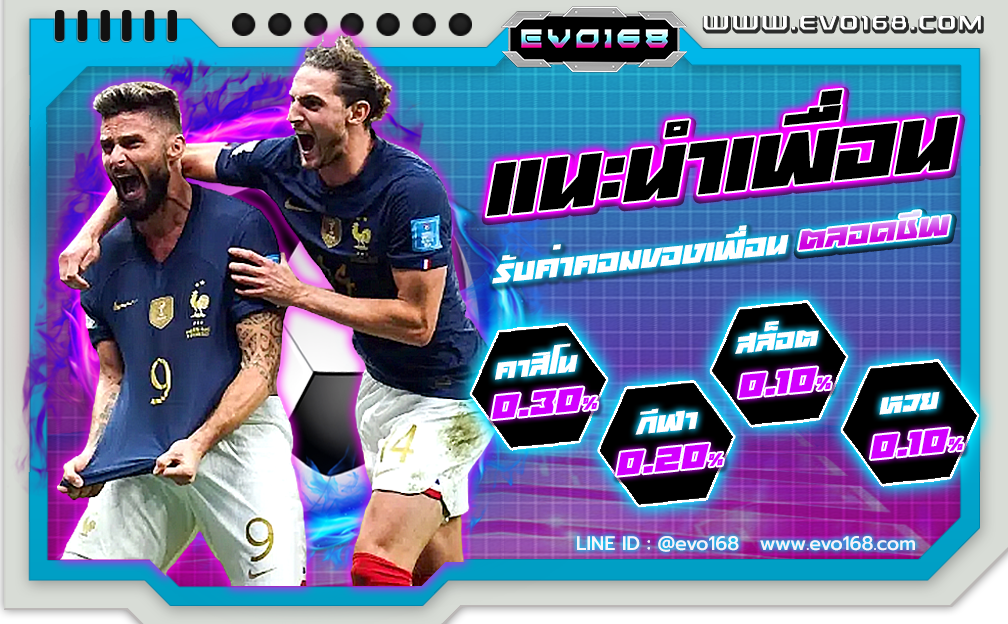 EVO168
WWW.EVO168.COM
แนะนำเพื่อน
รับค่าคอมของเพื่อน ตลอดชีพ
คาสิโน
0.30%
กีฬา
0.20%
สล็อต
0.10%
หวย
0.10%
9
9
4
LINE ID : @evo168 www.evo168.com